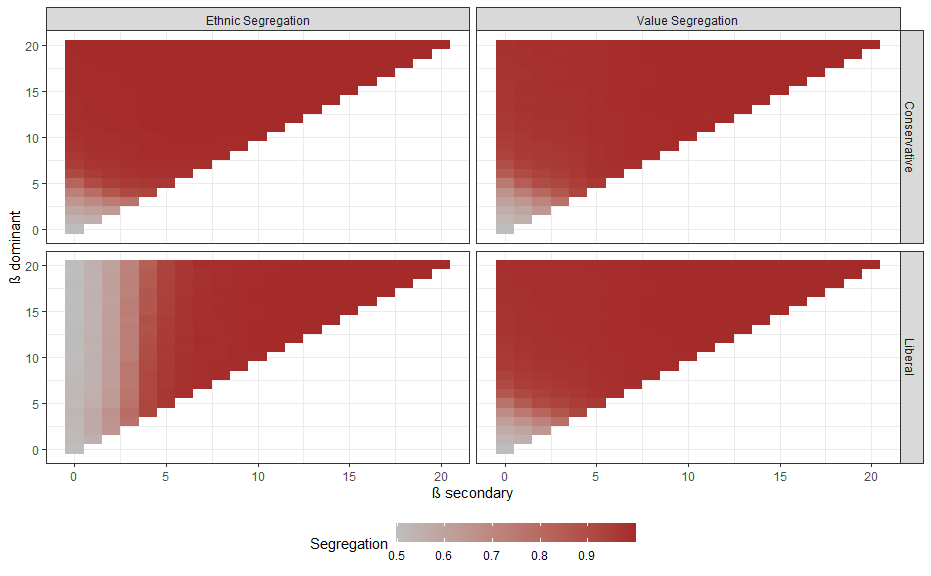 Ethnic Segregation
Value Segregation
20
15
10
5
0
Conservative
ß dominant
20
15
10
5
0
Liberal
0 5 10 15 20
0 5 10 15 20
ß secondary
Segregation
0.5 0.6 0.7 0.8 0.9